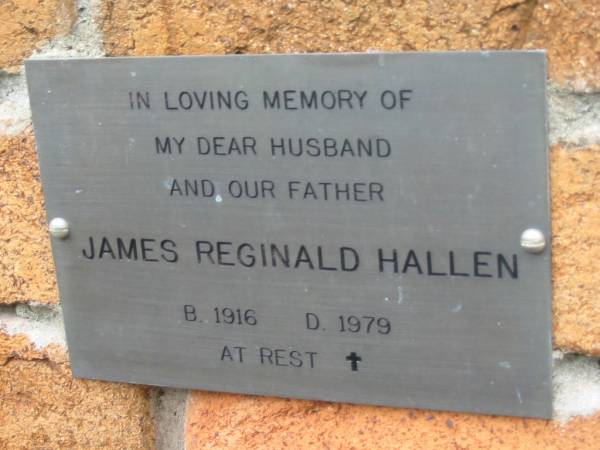 IN LOVING MEMORY OF
MY DEAR HUSBAND
AND OUR FATHER
JAMES REGINALD HALLEN
B. 1916 D. 1979
AT REST ✝